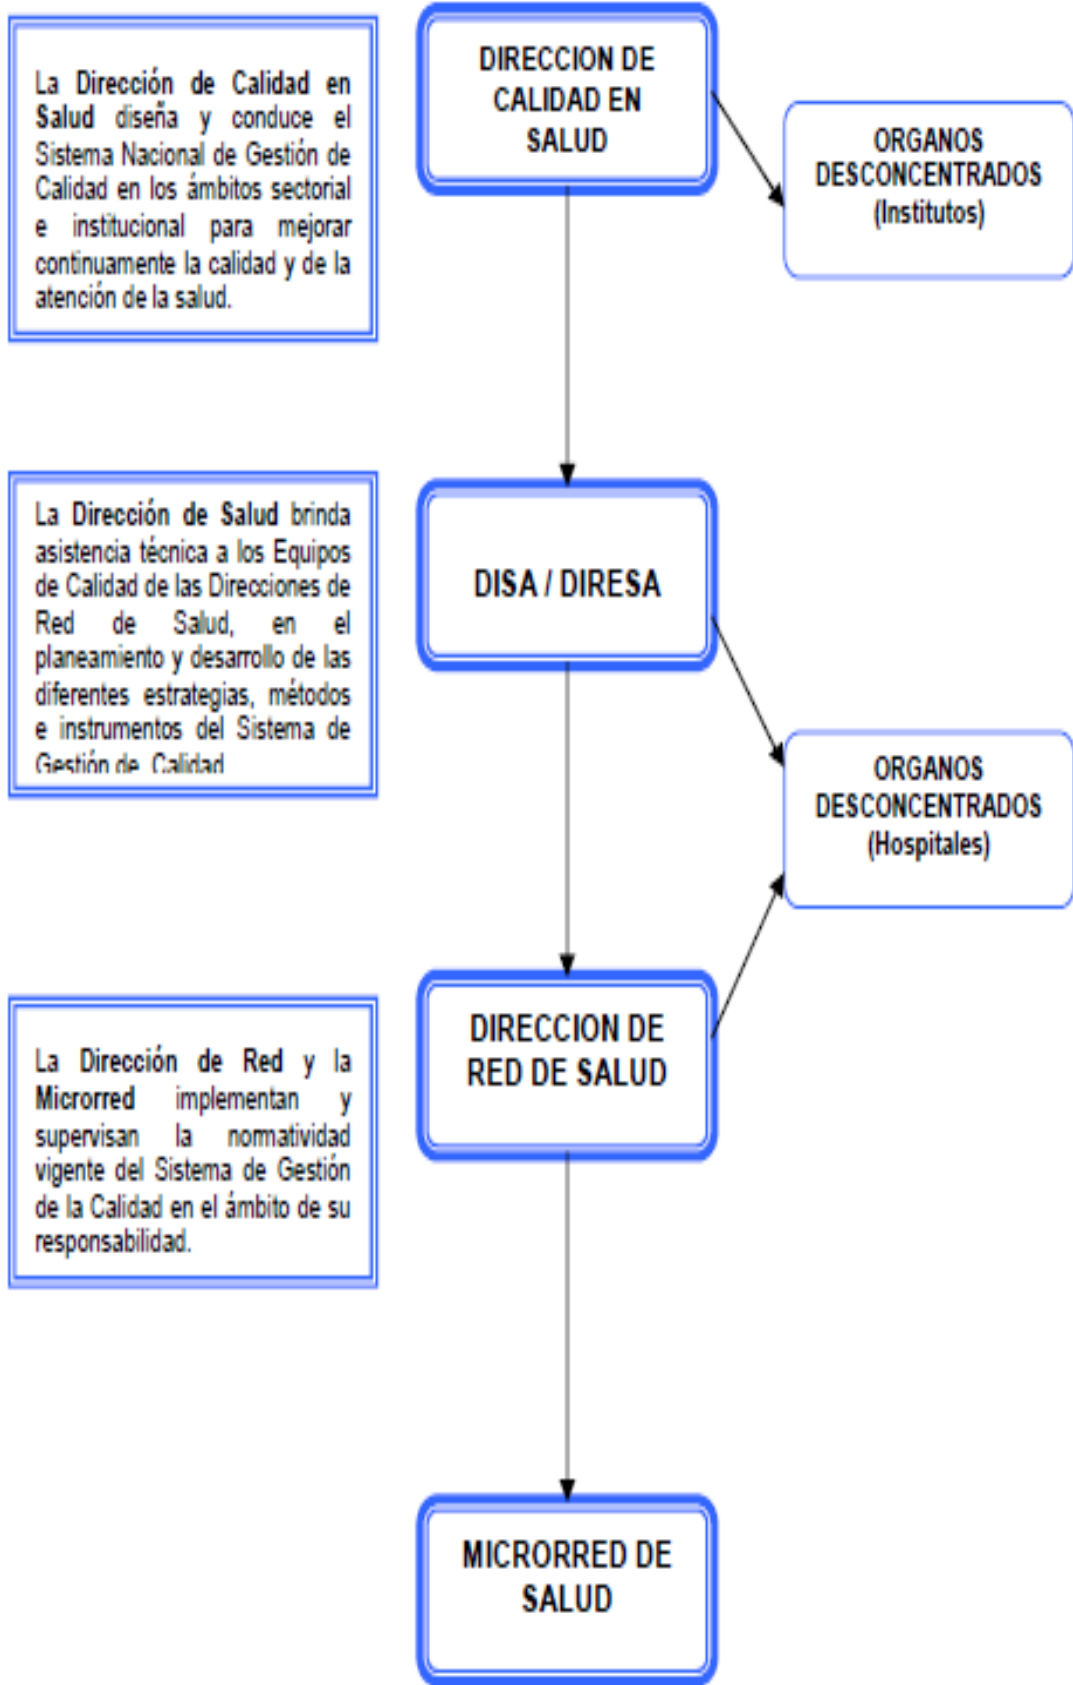 La Dirección de Calidad en
Salud diseña y conduce el
Sistema Nacional de Gestión de
Calidad en los ámbitos sectorial
e institucional para mejorar
continuamente la calidad y de la
atención de la salud.
DIRECCION DE
CALIDAD EN
SALUD
ORGANOS
DESCONCENTRADOS
(Institutos)
La Dirección de Salud brinda
asistencia técnica a los Equipos
de Calidad de las Direcciones de
Red de Salud, en el
planeamiento y desarrollo de las
diferentes estrategias, métodos
e instrumentos del Sistema de
Gestión de Calidad
DISA / DIRESA
ORGANOS
DESCONCENTRADOS
(Hospitales)
La Dirección de Red y la
Microrred implementan y
supervisan la normatividad
vigente del Sistema de Gestión
de la Calidad en el ámbito de su
responsabilidad.
DIRECCION DE
RED DE SALUD
MICRORRED DE
SALUD